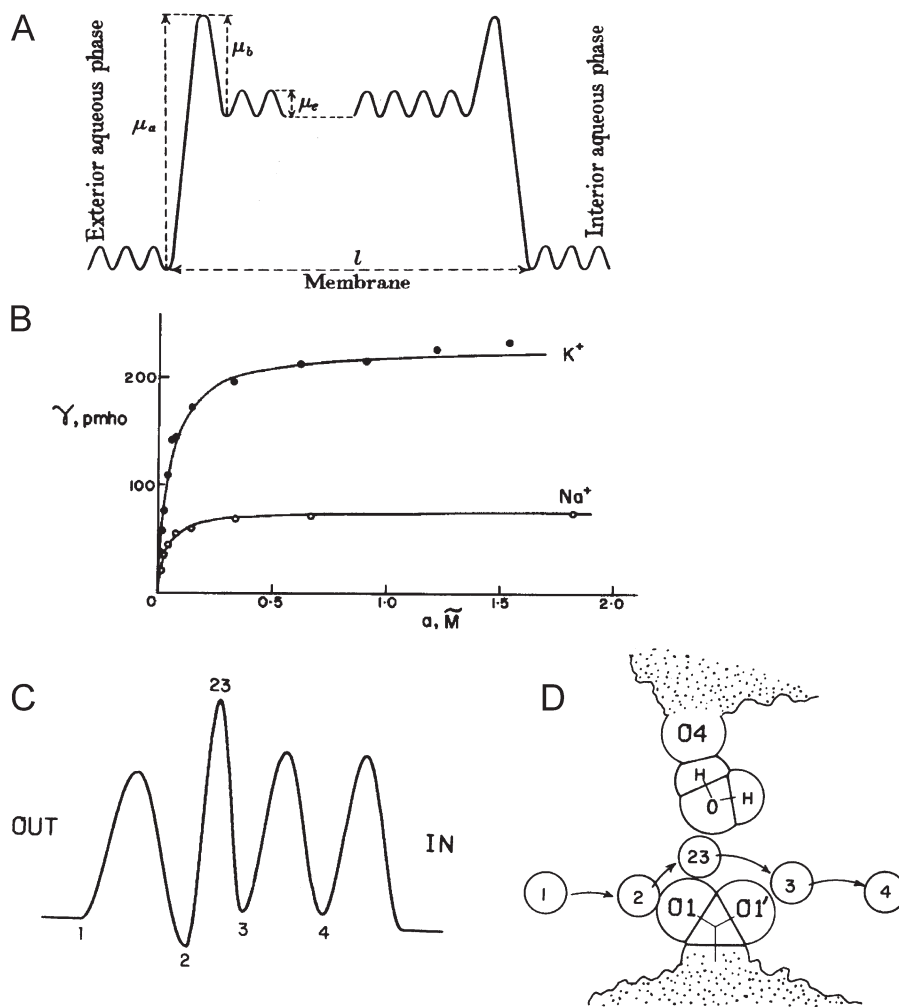 A
Exterior aqueous phase
μa
μb
μe
l
Membrane
Interior aqueous phase
B
γ, pmho
200
100
K+
Na+
0
0·5
1.0
1·5
2.0
a, M̃
C
23
OUT
IN
1
2
3
4
D
O4
H
O
H
23
1
2
3
4
O1
O1'